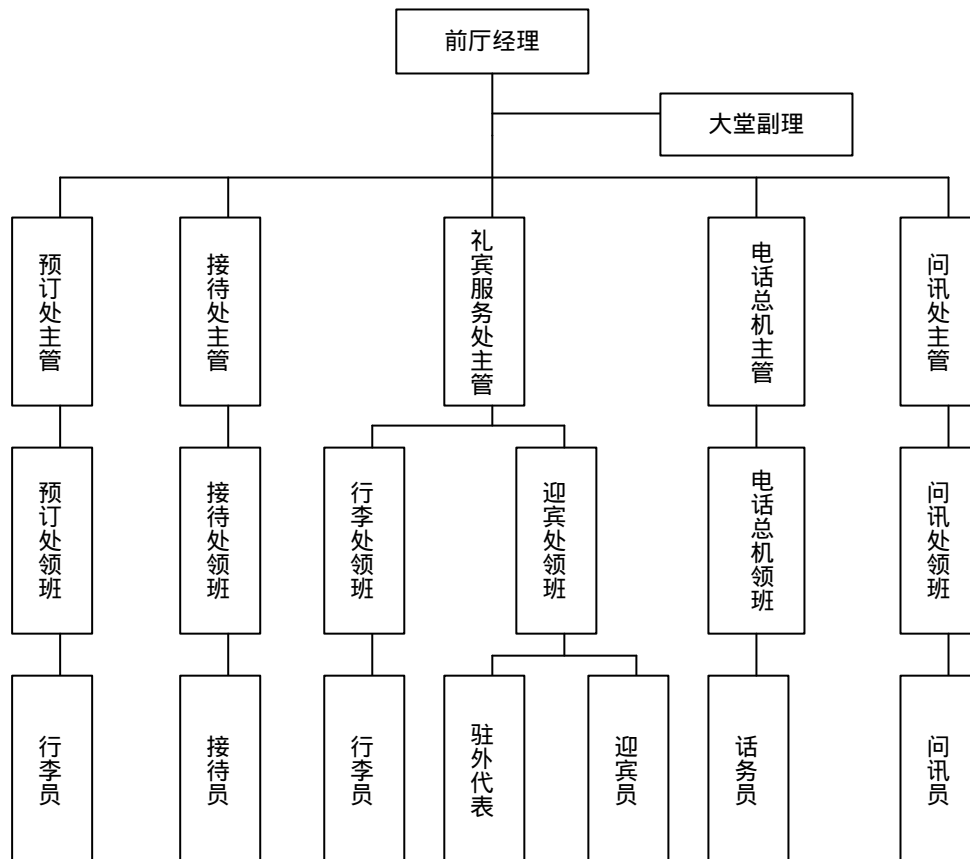 前厅经理
大堂副理
预订处主管
接待处主管
礼宾服务处主管
电话总机主管
问讯处主管
预订处领班
接待处领班
行李处领班
迎宾处领班
电话总机领班
问讯处领班
行李员
接待员
行李员
驻外代表
迎宾员
话务员
问讯员